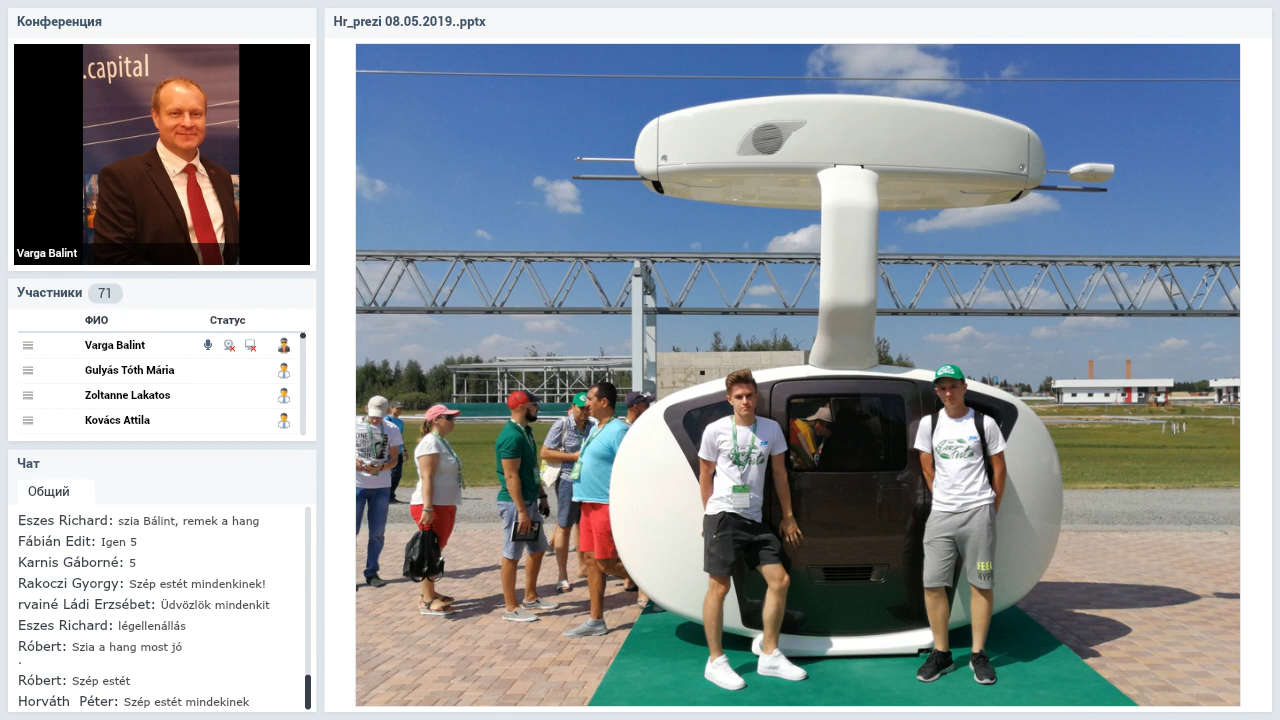 Конференция
.capital
Varga Balint
Участники 71
ФИО Статус
Varga Balint
Gulyás Tóth Mária
Zoltanne Lakatos
Kovács Attila
Чат
Общий
Eszes Richard: szia Bálint, remek a hang
Fábián Edit: Igen 5
Karnis Gáborné: 5
Rakoczi Gyorgy: Szép estét mindenkinek!
rvainé Ládi Erzsébet: Üdvözlök mindenkit
Eszes Richard: légellenállás
Róbert: Szia a hang most jó
.
Róbert: Szép estét
Horváth Péter: Szép estét mindekinek
Hr_prezi 08.05.2019..pptx
FEEL
HYPE